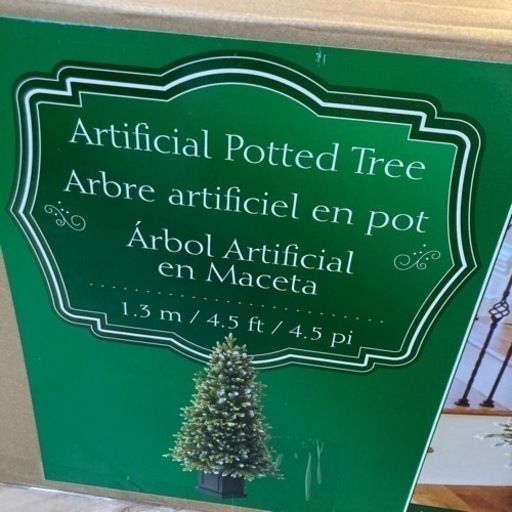 Artificial Potted Tree
Arbre artificiel en pot
Árbol Artificial
en Maceta
1.3 m / 4.5 ft / 4.5 pi